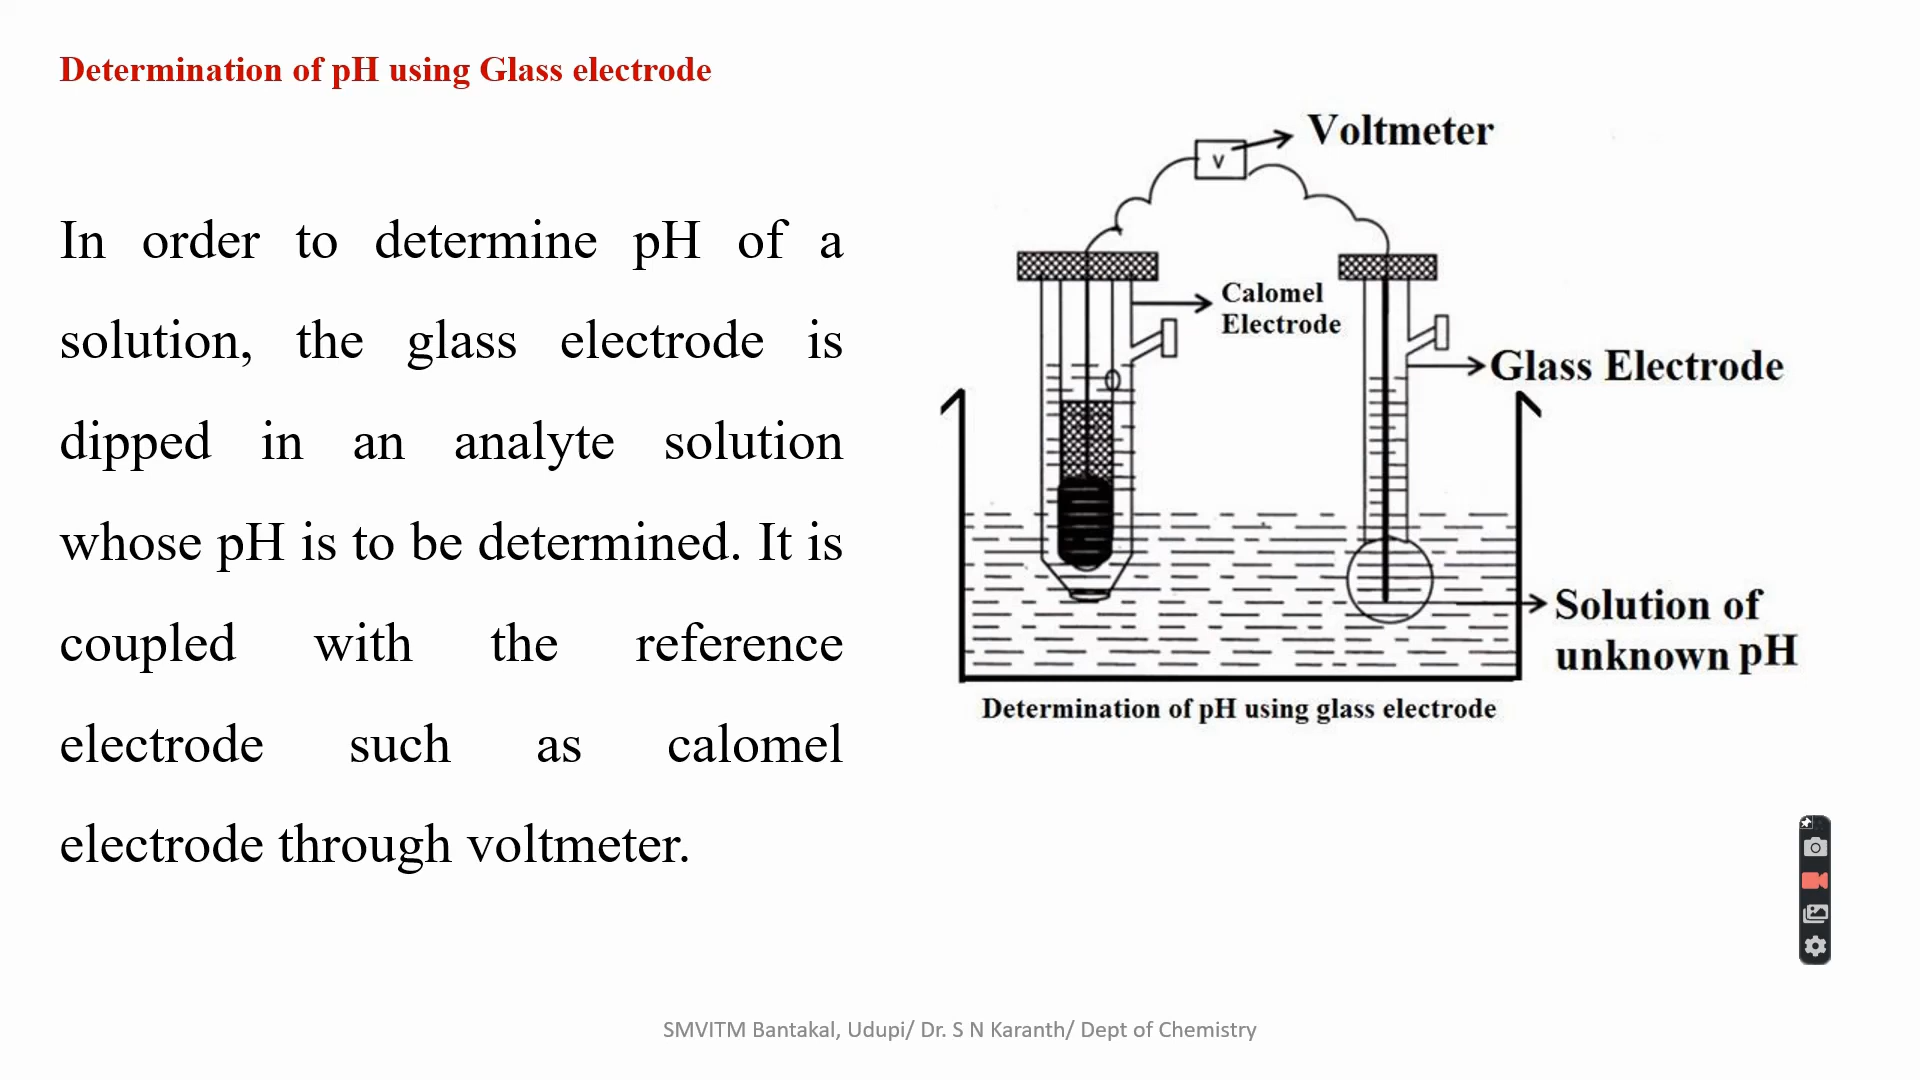 Determination of pH using Glass electrode
In order to determine pH of a
solution, the glass electrode is
dipped in an analyte solution
whose pH is to be determined. It is
coupled with the reference
electrode such as calomel
electrode through voltmeter.
Voltmeter
V
Calomel
Electrode
Glass Electrode
Solution of
unknown pH
Determination of pH using glass electrode
SMVITM Bantakal, Udupi/ Dr. S N Karanth/ Dept of Chemistry